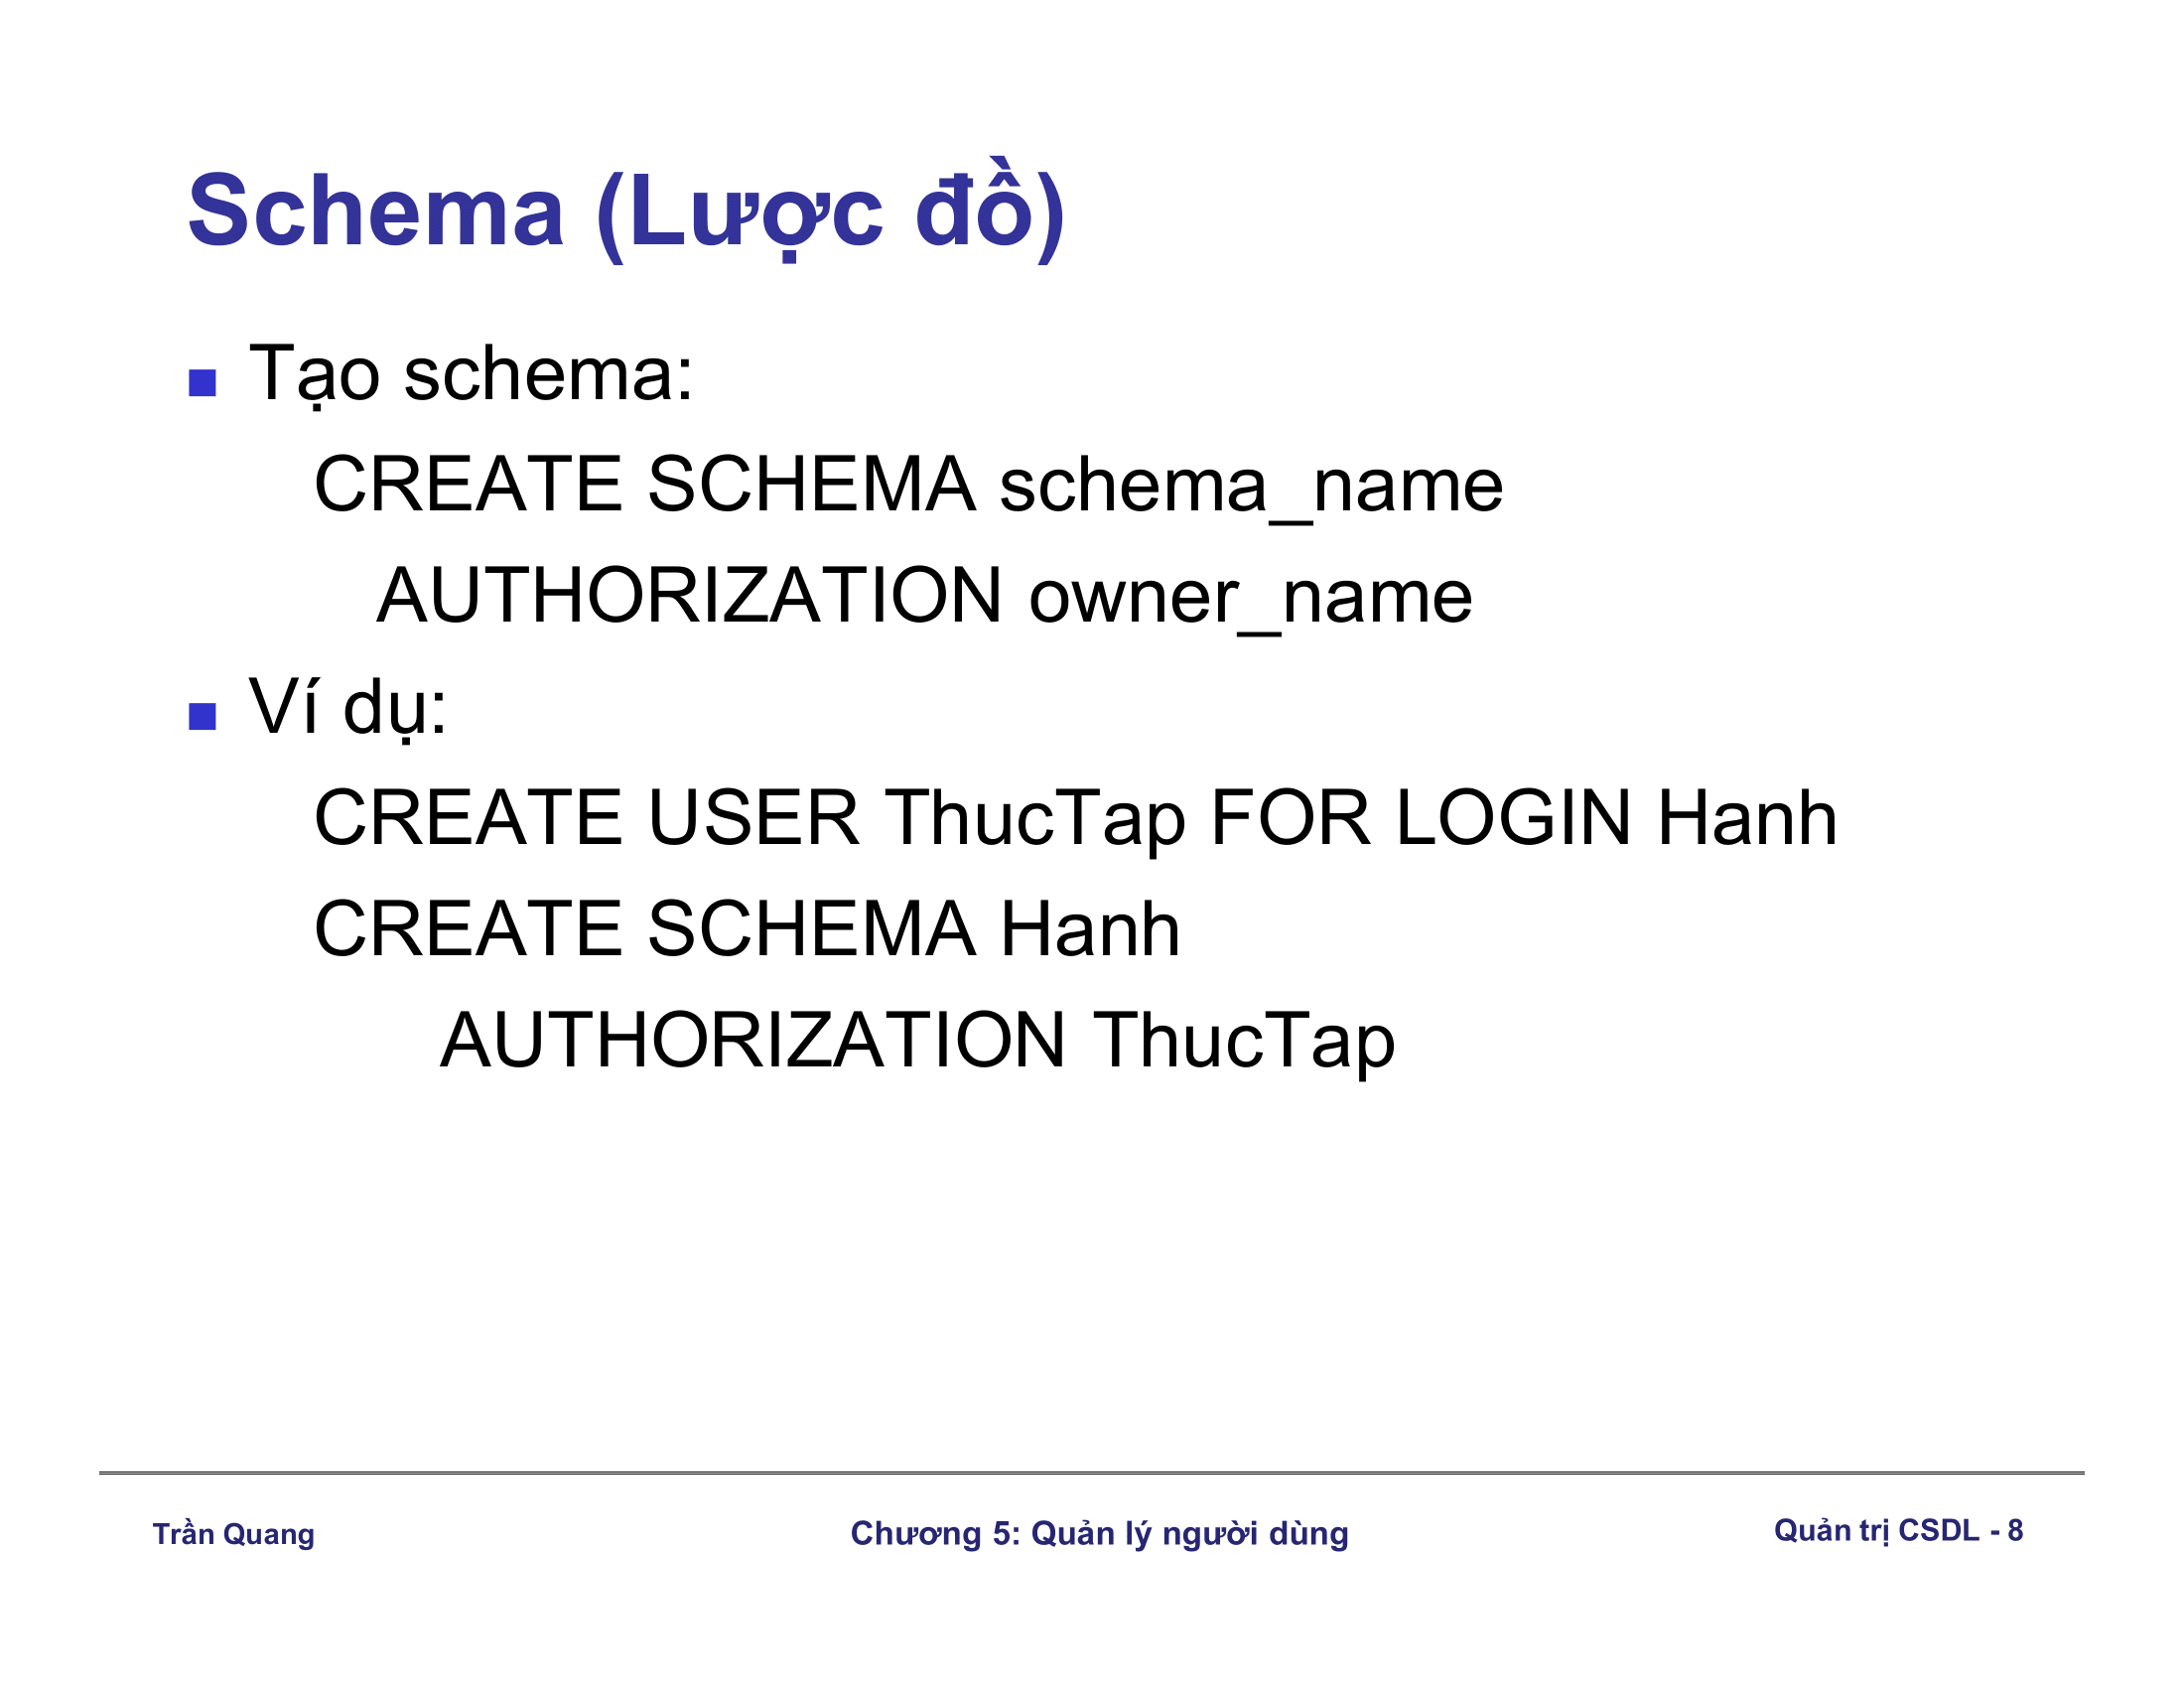 Schema (Lược đồ)
Tạo schema:
CREATE SCHEMA schema_name
AUTHORIZATION owner_name
Ví dụ:
CREATE USER ThucTap FOR LOGIN Hanh
CREATE SCHEMA Hanh
AUTHORIZATION ThucTap
Trần Quang
Chương 5: Quản lý người dùng
Quản trị CSDL - 8